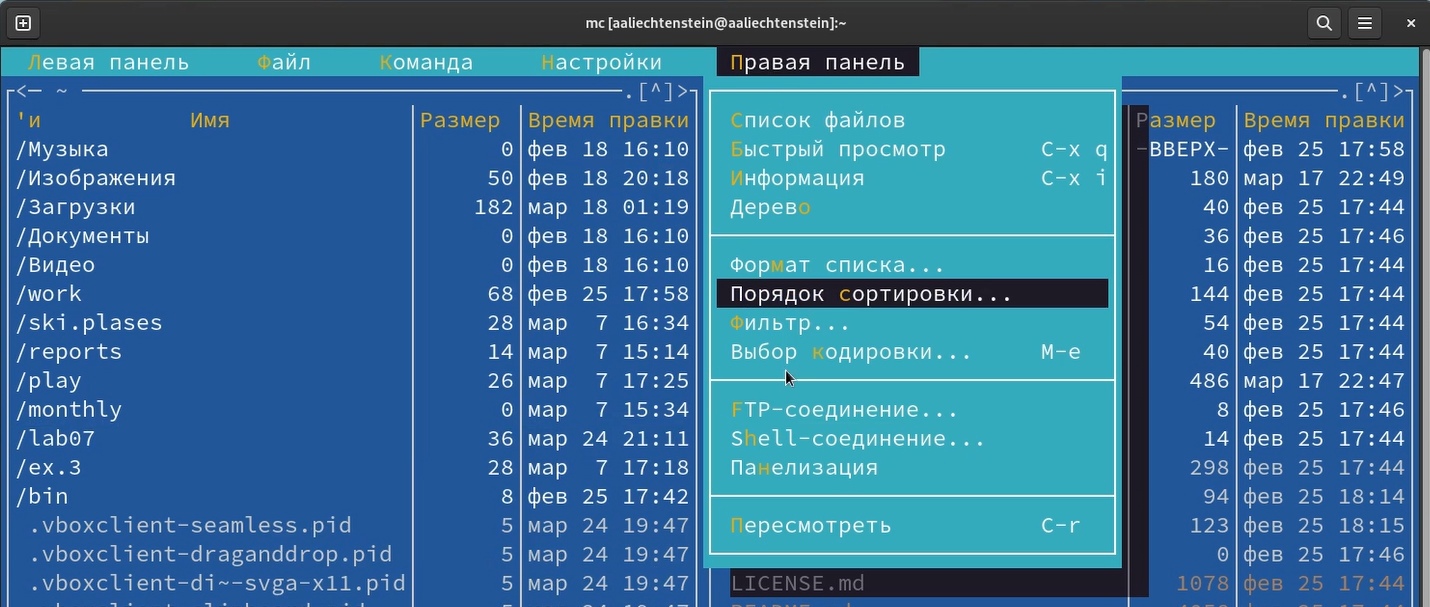 mc [aaliechtenstein@aaliechtenstein]:~
Левая панель Файл Команда Настройки Правая панель
<- ~ .[^]> .[^]>
'и Имя Размер Время правки Список файлов Размер Время правки
/Музыка 0 фев 18 16:10 Быстрый просмотр C-x q -ВВЕРХ- фев 25 17:58
/Изображения 50 фев 18 20:18 Информация C-x i 180 мар 17 22:49
/Загрузки 182 мар 18 01:19 Дерево 40 фев 25 17:44
/Документы 0 фев 18 16:10 36 фев 25 17:46
/Видео 0 фев 18 16:10 Формат списка... 16 фев 25 17:44
/work 68 фев 25 17:58 Порядок сортировки... 144 фев 25 17:44
/ski.plases 28 мар 7 16:34 Фильтр... 54 фев 25 17:44
/reports 14 мар 7 15:14 Выбор кодировки... M-e 40 фев 25 17:44
/play 26 мар 7 17:25 486 мар 17 22:47
/monthly 0 мар 7 15:34 FTP-соединение... 8 фев 25 17:46
/lab07 36 мар 24 21:11 Shell-соединение... 14 фев 25 17:44
/ex.3 28 мар 7 17:18 Панелизация 298 фев 25 17:44
/bin 8 фев 25 17:42 94 фев 25 18:14
.vboxclient-seamless.pid 5 мар 24 19:47 Пересмотреть C-r 123 фев 25 18:15
.vboxclient-draganddrop.pid 5 мар 24 19:47 0 фев 25 17:46
.vboxclient-di~-svga-x11.pid 5 мар 24 19:47 LICENSE.md 1078 фев 25 17:44